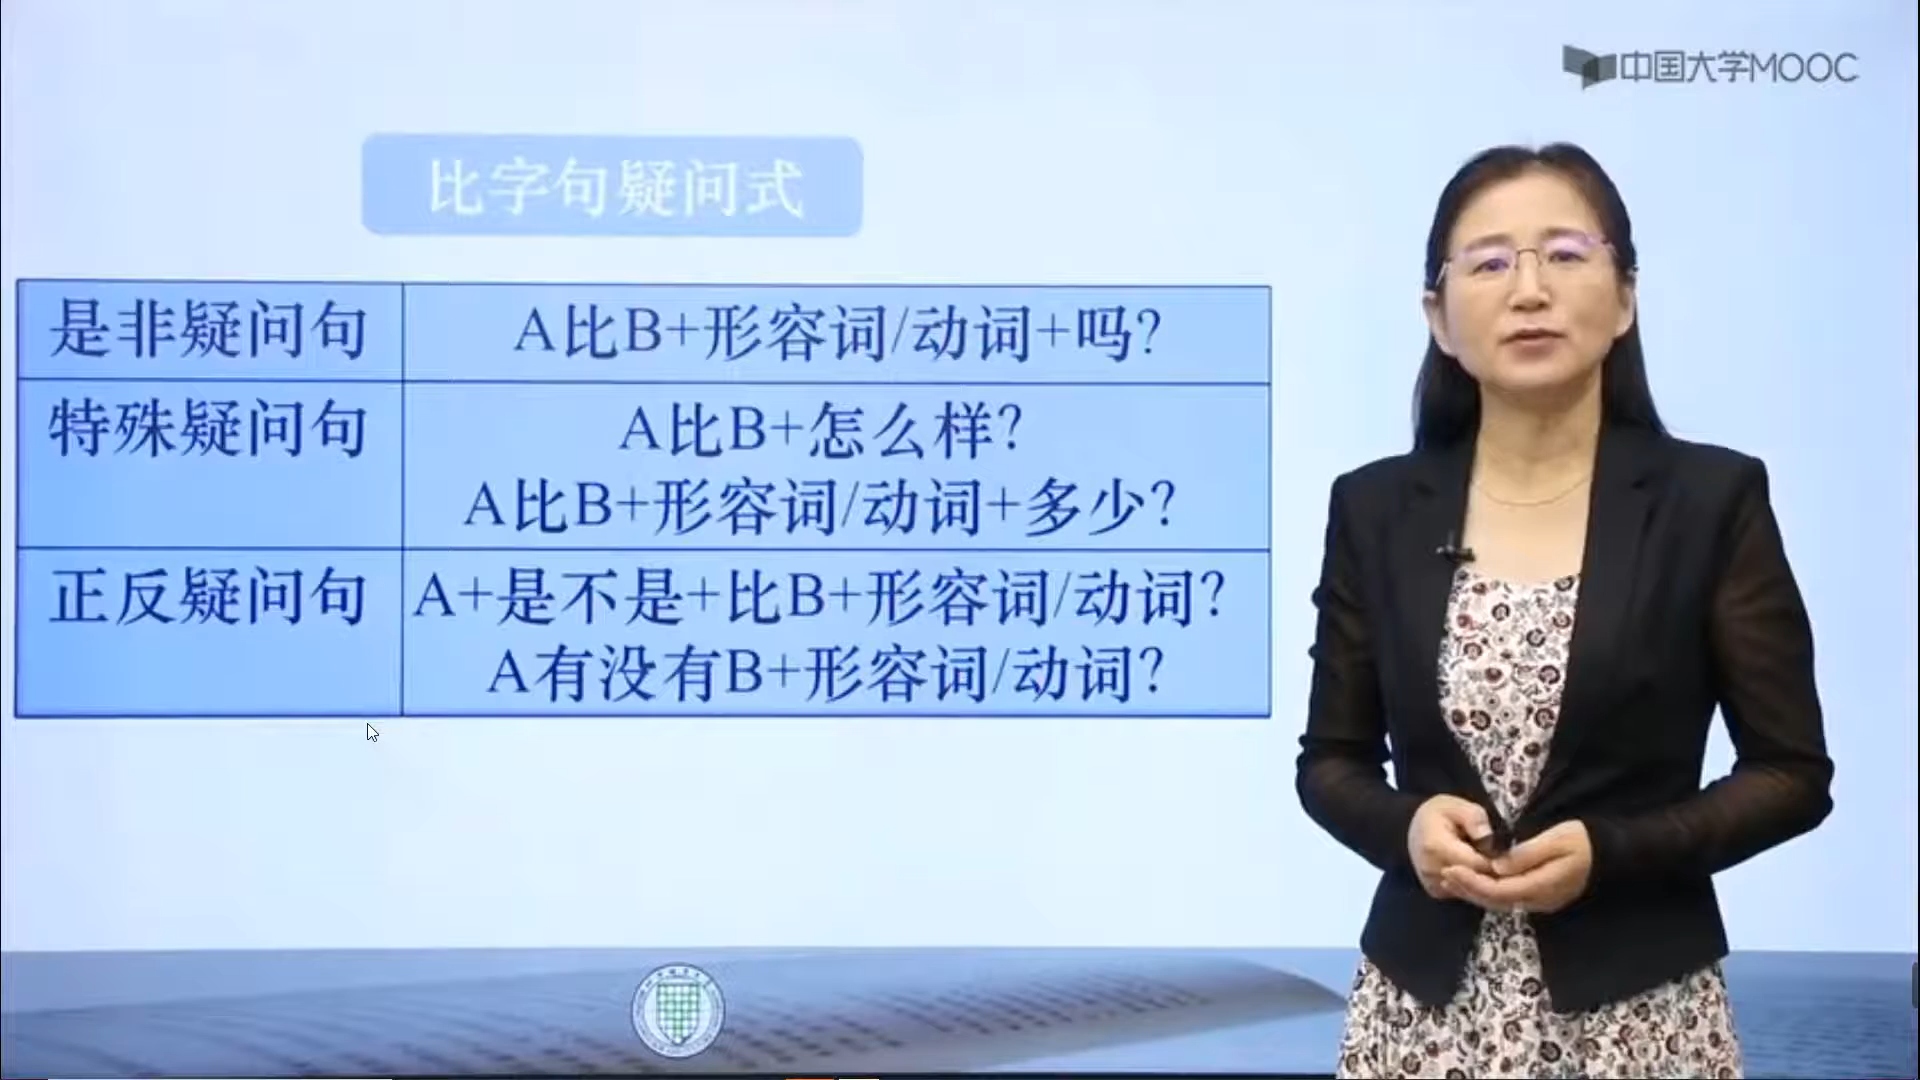 中国大学MOOC
比字句疑问式
是非疑问句 A比B+形容词/动词+吗?
特殊疑问句 A比B+怎么样?
A比B+形容词/动词+多少?
正反疑问句 A+是不是+比B+形容词/动词?
A有没有B+形容词/动词?